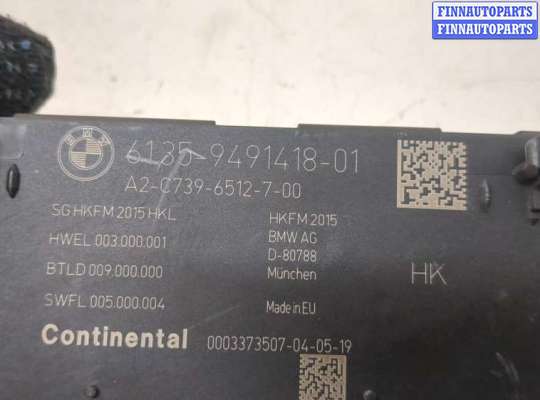 FINNAUTOPARTS
FINNAUTOPARTS
BMW
6135-9491418-01
A2-C739-6512-7-00
SG HKFM 2015 HKL
HKFM 2015
HWEL 003.000.001
BMW AG
D-80788
BTLD 009.000.000
München
HK
SWFL 005.000.004
Made in EU
Continental 0003373507-04-05-19